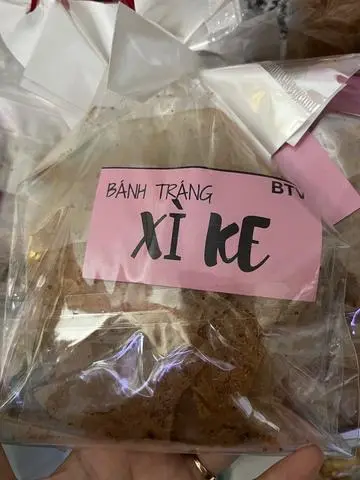 BÁNH TRÁNG
BTV
XÌ KE